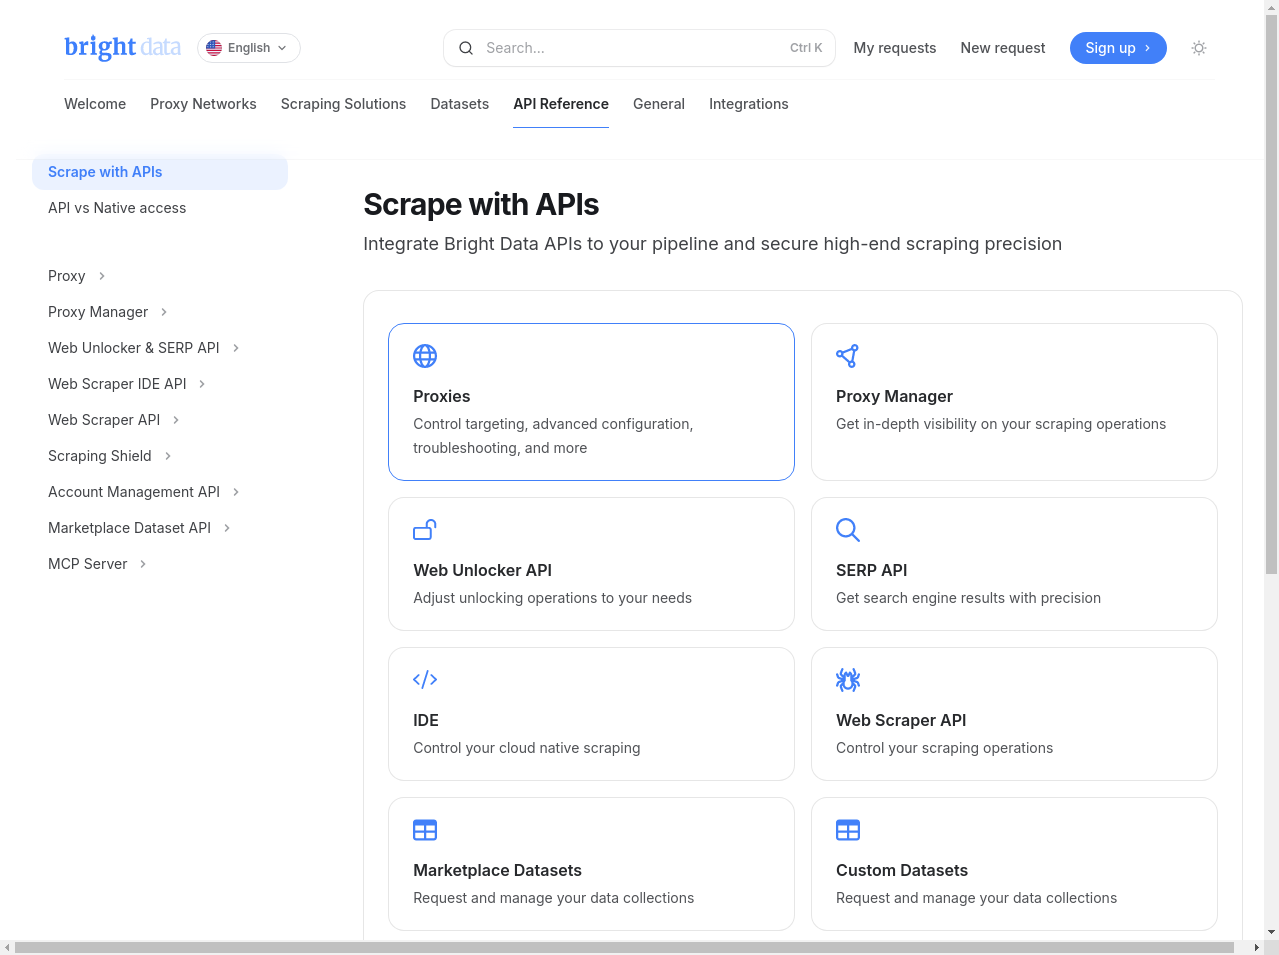 bright data
English
Search...
Ctrl K
My requests
New request
Sign up
Welcome
Proxy Networks
Scraping Solutions
Datasets
API Reference
General
Integrations
Scrape with APIs
API vs Native access
Proxy
Proxy Manager
Web Unlocker & SERP API
Web Scraper IDE API
Web Scraper API
Scraping Shield
Account Management API
Marketplace Dataset API
MCP Server
Scrape with APIs
Integrate Bright Data APIs to your pipeline and secure high-end scraping precision
Proxies
Control targeting, advanced configuration,
troubleshooting, and more
Proxy Manager
Get in-depth visibility on your scraping operations
Web Unlocker API
Adjust unlocking operations to your needs
SERP API
Get search engine results with precision
IDE
Control your cloud native scraping
Web Scraper API
Control your scraping operations
Marketplace Datasets
Request and manage your data collections
Custom Datasets
Request and manage your data collections